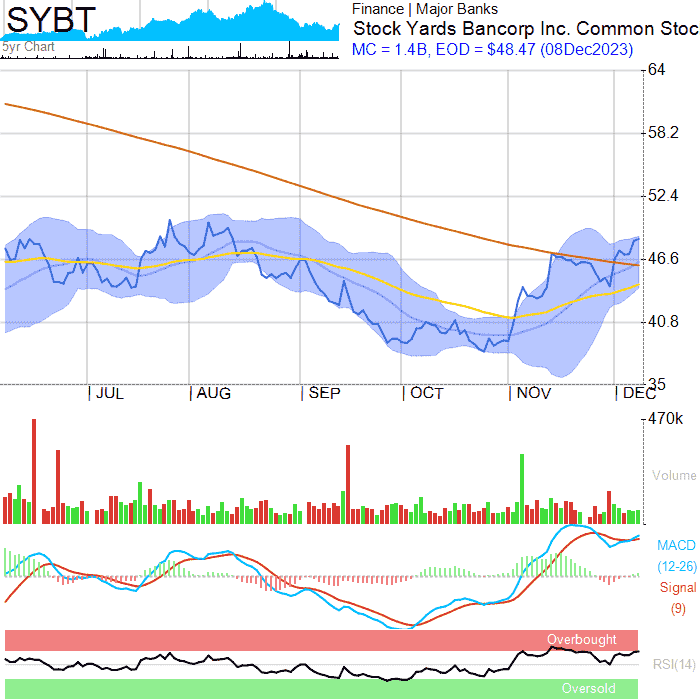 SYBT
5yr Chart
Finance | Major Banks
Stock Yards Bancorp Inc. Common Stoc
MC = 1.4B, EOD = $48.47 (08Dec2023)
64
58.2
52.4
46.6
40.8
35
JUL AUG SEP OCT NOV DEC
470k
Volume
MACD
(12-26)
Signal
(9)
Overbought
RSI(14)
Oversold